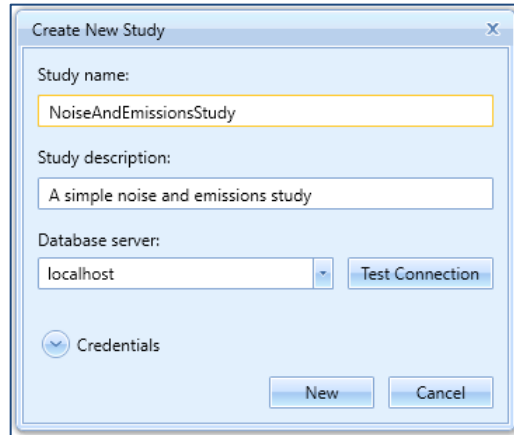 Create New Study
Study name:
NoiseAndEmissionsStudy
Study description:
A simple noise and emissions study
Database server:
localhost
Test Connection
Credentials
New
Cancel